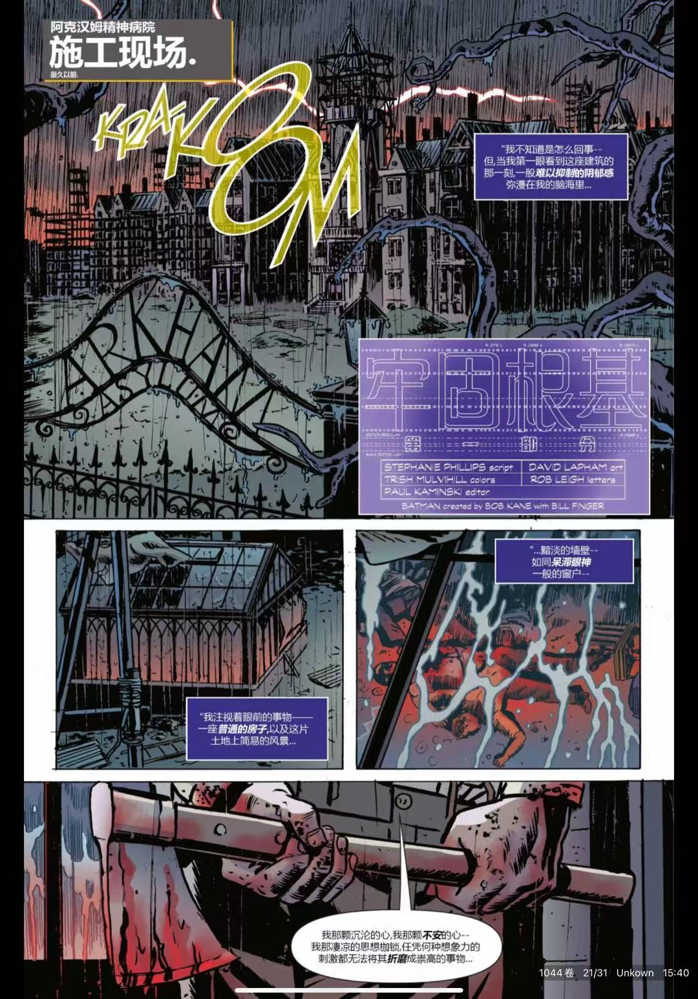 阿克汉姆精神病院
施工现场.
很久以前.
KRAK
OOM
"我不知道是怎么回事--
但,当我第一眼看到这座建筑的
那一刻,一股难以抑制的阴郁感
弥漫在我的脑海里...
ARKHAM
ASYLUM
牢固根基
第一部分
STEPHANIE PHILLIPS script
DAVID LAPHAM art
TRISH MULVIHILL colors
ROB LEIGH letters
PAUL KAMINSKI editor
BATMAN created by BOB KANE with BILL FINGER
"我注视着眼前的事物——
一座普通的房子,以及这片
土地上简易的风景...
"...黯淡的墙壁--
如同呆滞眼神
一般的窗户--
我那颗沉沦的心,我那颗不安的心--
我那凄凉的思想枷锁,任凭何种想象力的
刺激都无法将其折磨成崇高的事物...
1044卷 21/31 Unkown 15:40